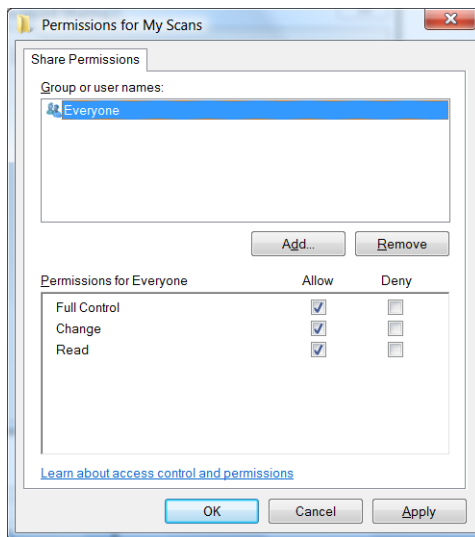 Permissions for My Scans
Share Permissions
Group or user names:
Everyone
Add... Remove
Permissions for Everyone Allow Deny
Full Control
Change
Read
Learn about access control and permissions
OK Cancel Apply